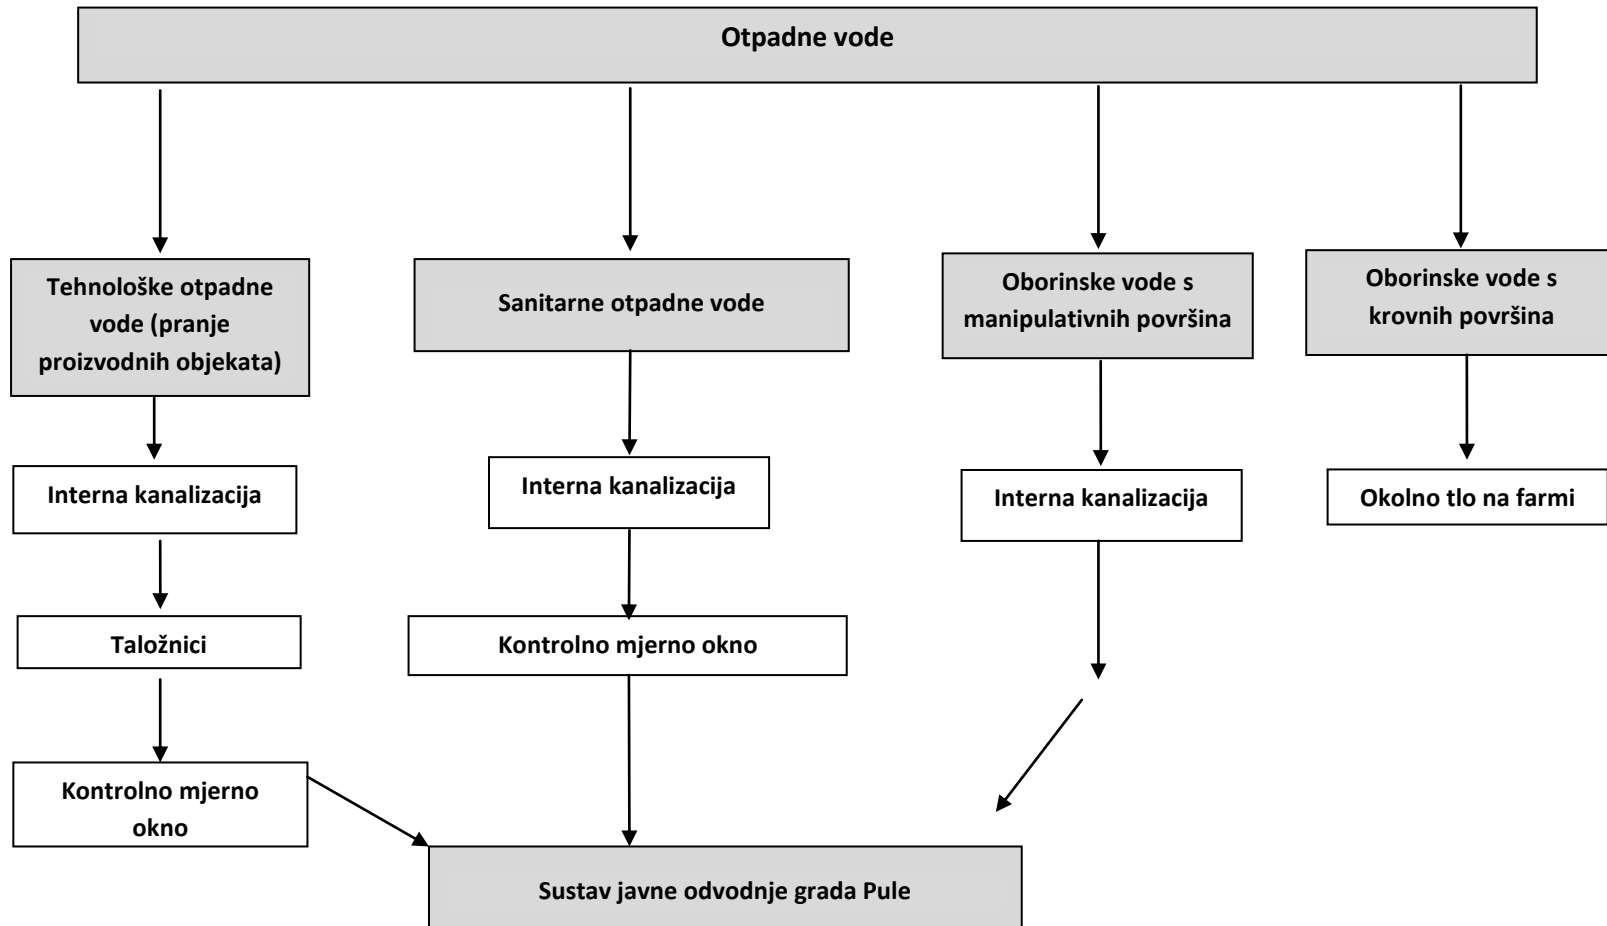 Otpadne vode
Tehnološke otpadne
vode (pranje
proizvodnih objekata)
Sanitarne otpadne vode
Oborinske vode s
manipulativnih površina
Oborinske vode s
krovnih površina
Interna kanalizacija
Interna kanalizacija
Interna kanalizacija
Okolno tlo na farmi
Taložnici
Kontrolno mjerno okno
Kontrolno mjerno
okno
Sustav javne odvodnje grada Pule